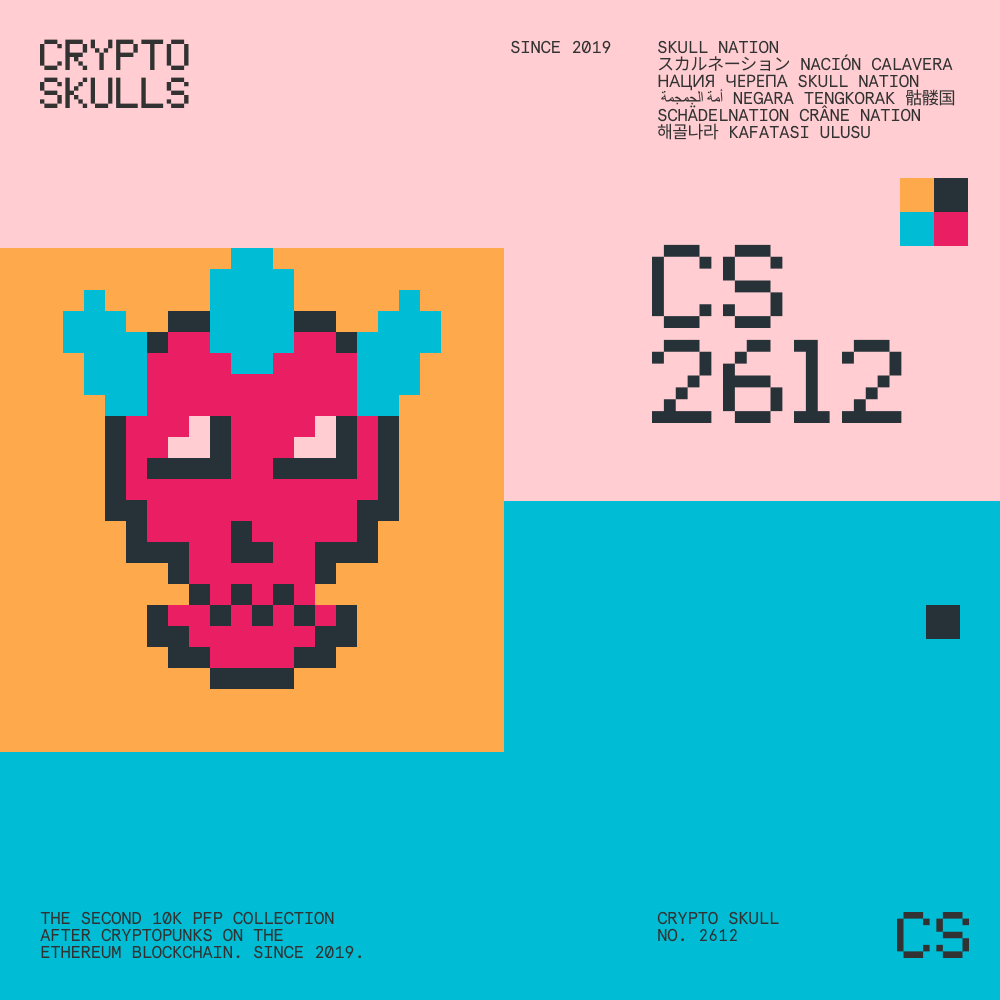 CRYPTO
SKULLS
SINCE 2019
SKULL NATION
スカルネーション NACIÓN CALAVERA
НАЦИЯ ЧЕРЕПА SKULL NATION
أمة الجمجمة NEGARA TENGKORAK 骷髅国
SCHÄDELNATION CRÂNE NATION
해골나라 KAFATASI ULUSU
CS
2612
THE SECOND 10K PFP COLLECTION
AFTER CRYPTOPUNKS ON THE
ETHEREUM BLOCKCHAIN. SINCE 2019.
CRYPTO SKULL
NO. 2612
CS